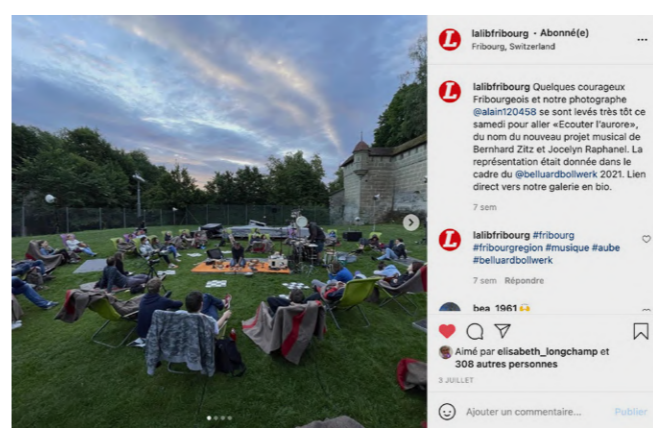 lalibfribourg • Abonné(e)
Fribourg, Switzerland
lalibfribourg Quelques courageux
Fribourgeois et notre photographe
@alain120458 se sont levés très tôt ce
samedi pour aller «Ecouter l'aurore»,
du nom du nouveau projet musical de
Bernhard Zitz et Jocelyn Raphanel. La
représentation était donnée dans le
cadre du @belluardbollwerk 2021. Lien
direct vers notre galerie en bio.
7 sem
lalibfribourg #fribourg
#fribourgregion #musique #aube
#belluardbollwerk
7 sem Répondre
bea_1961🙌
Aimé par elisabeth_longchamp et
308 autres personnes
3 JUILLET
Ajouter un commentaire... Publier